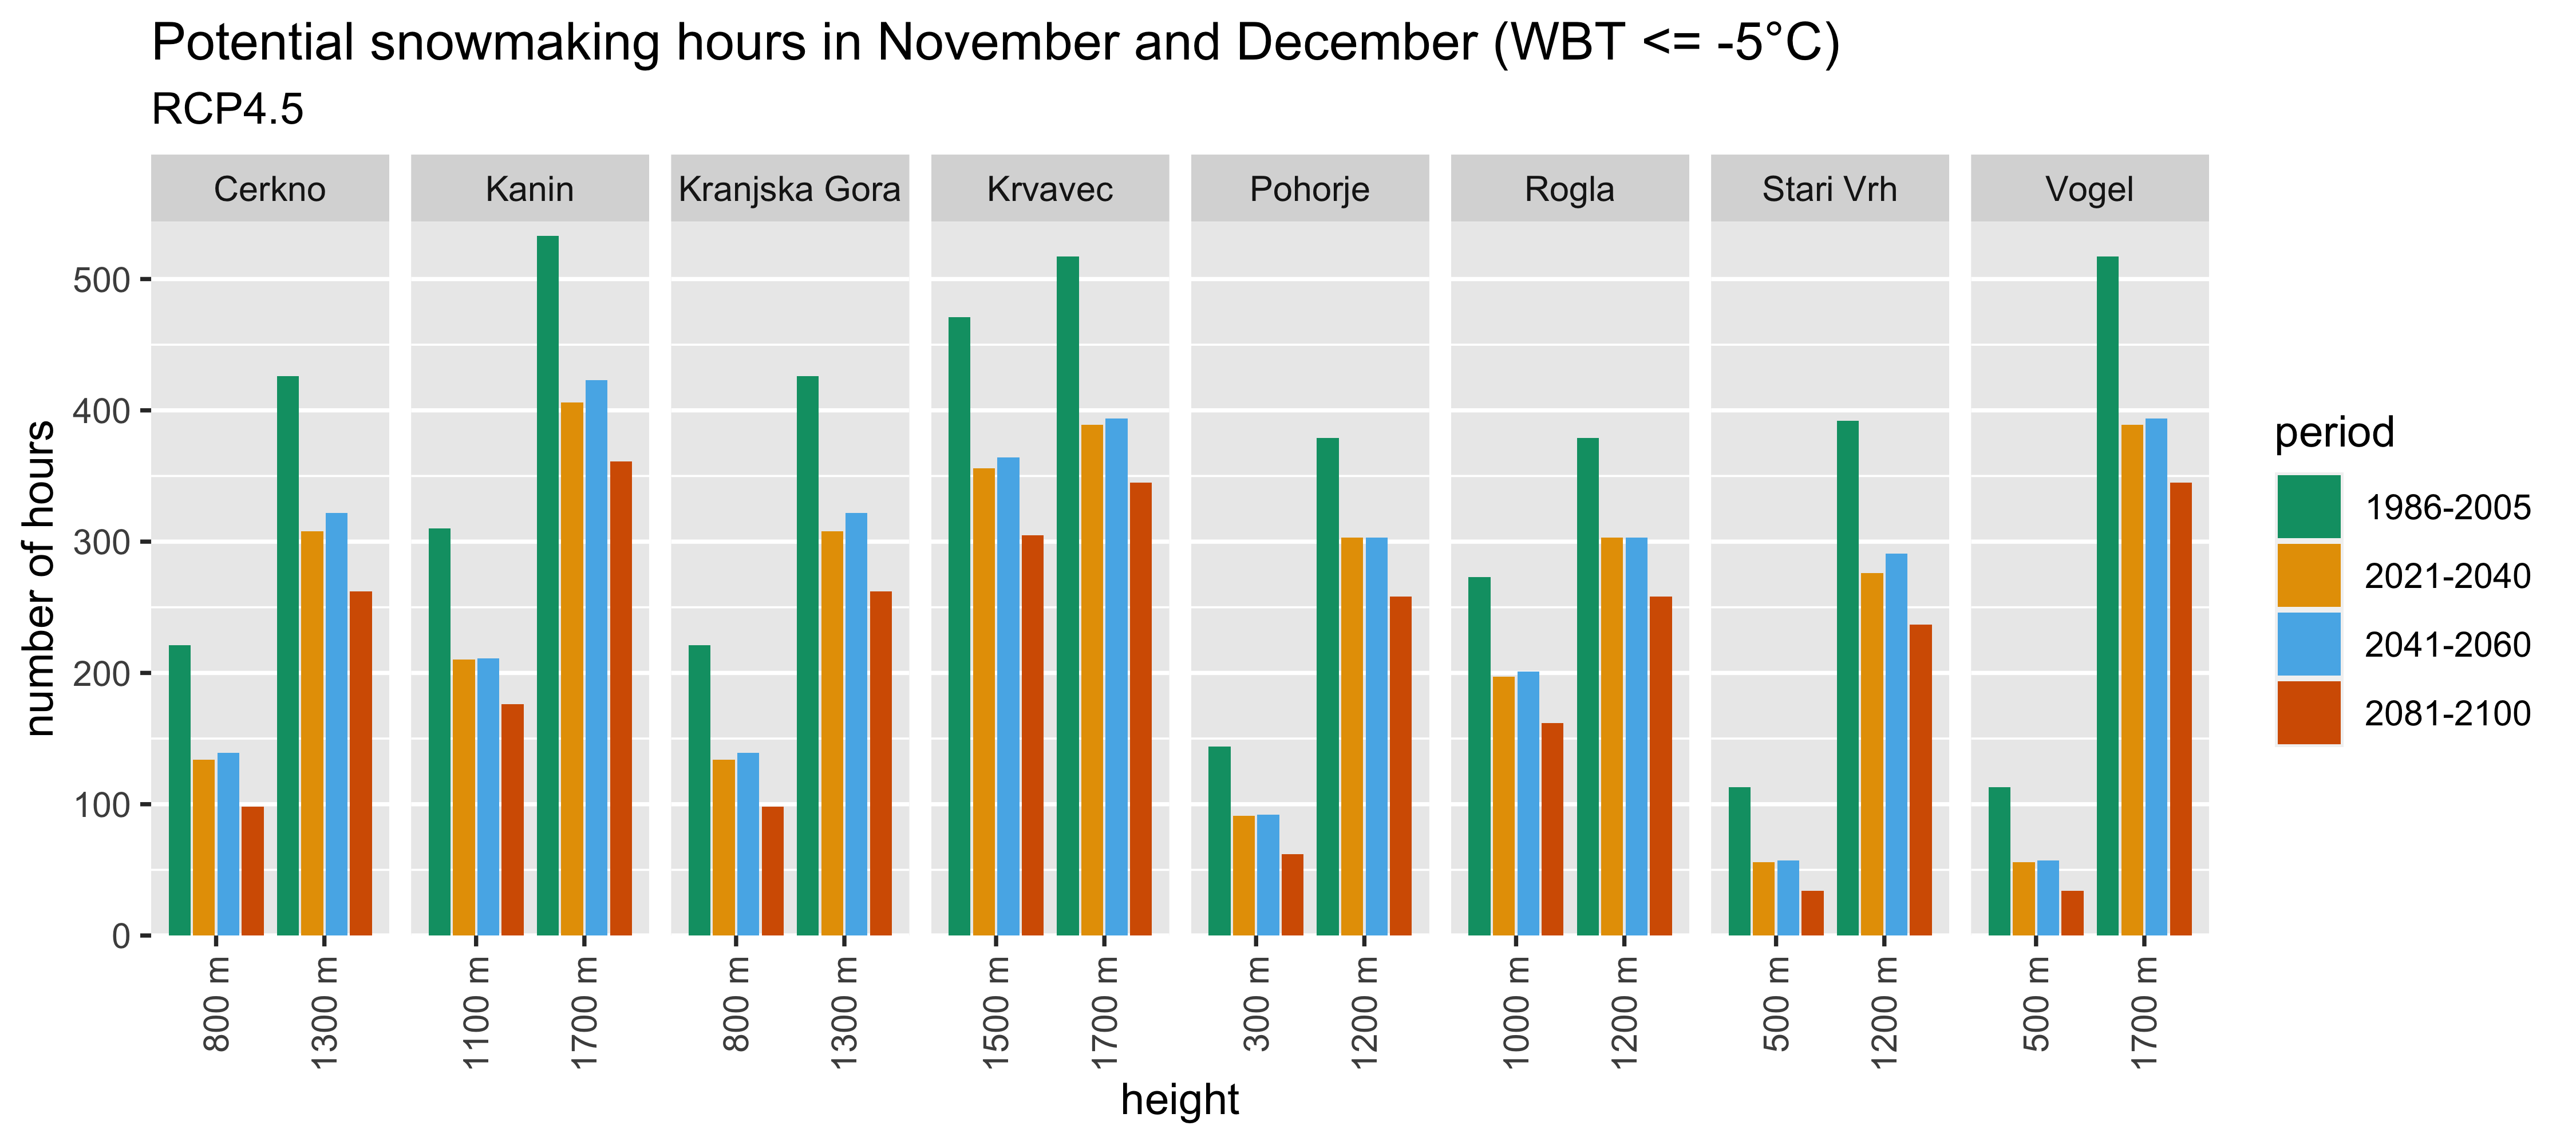 Potential snowmaking hours in November and December (WBT <= -5°C)
RCP4.5
Cerkno Kanin Kranjska Gora Krvavec Pohorje Rogla Stari Vrh Vogel
number of hours
500
400
300
200
100
0
800 m 1300 m 1100 m 1700 m 800 m 1300 m 1500 m 1700 m 300 m 1200 m 1000 m 1200 m 500 m 1200 m 500 m 1700 m
height
period
1986-2005
2021-2040
2041-2060
2081-2100